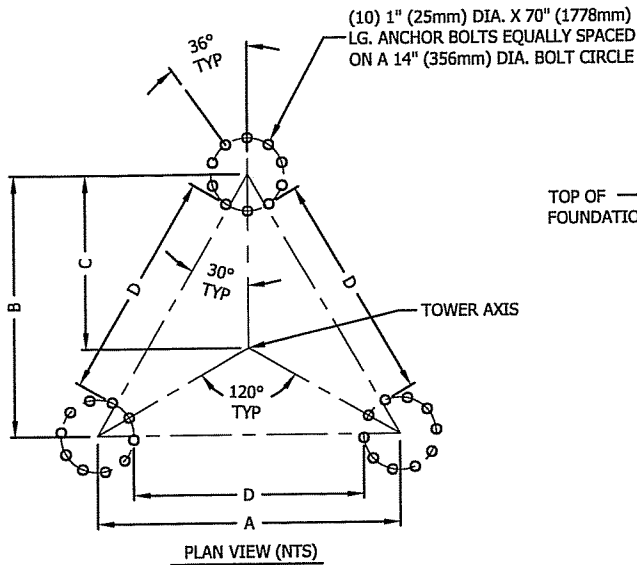 (10) 1" (25mm) DIA. X 70" (1778mm)
LG. ANCHOR BOLTS EQUALLY SPACED
ON A 14" (356mm) DIA. BOLT CIRCLE
36°
TYP
TOP OF
FOUNDATIO
B
C
D
30°
TYP
D
TOWER AXIS
120°
TYP
D
A
PLAN VIEW (NTS)